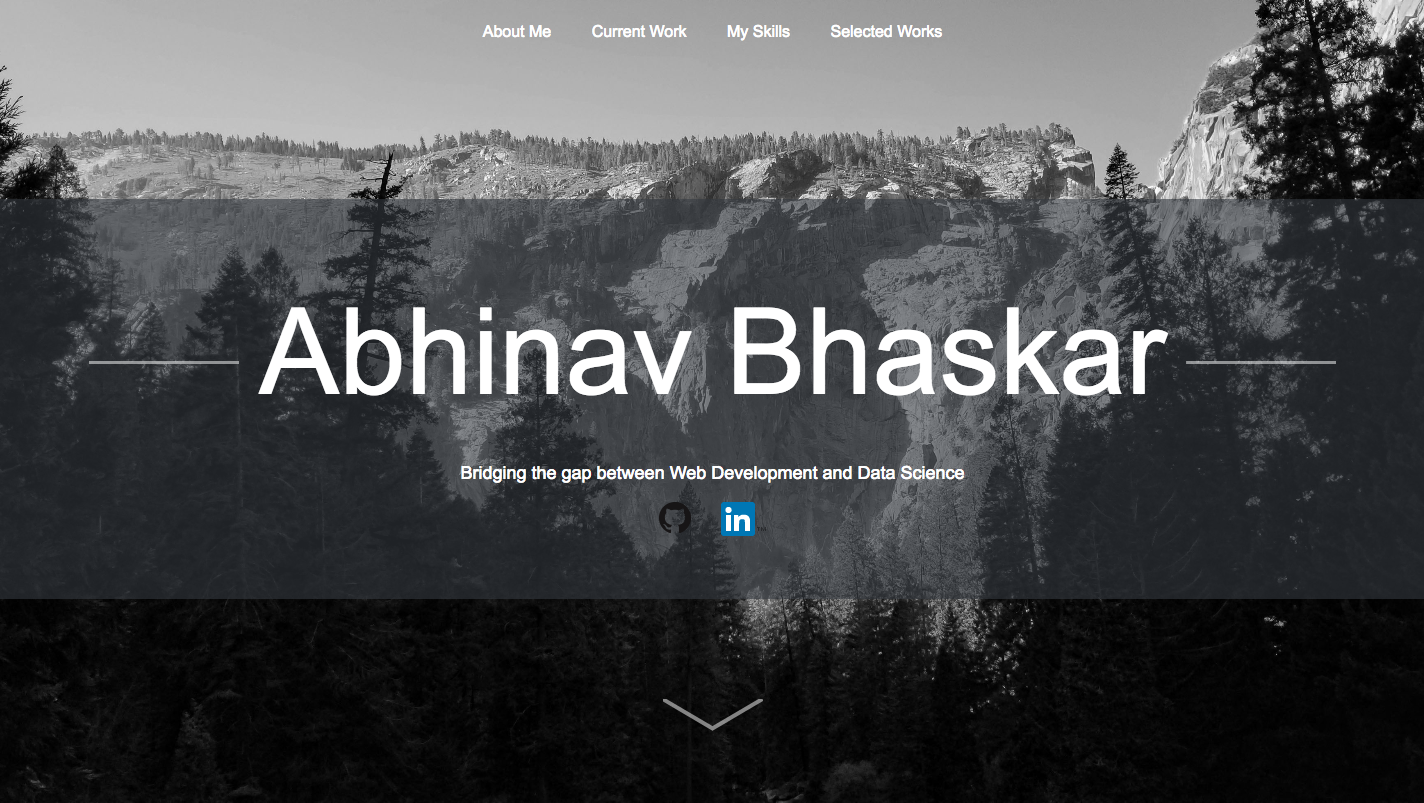 About Me Current Work My Skills Selected Works
Abhinav Bhaskar
Bridging the gap between Web Development and Data Science
in TM